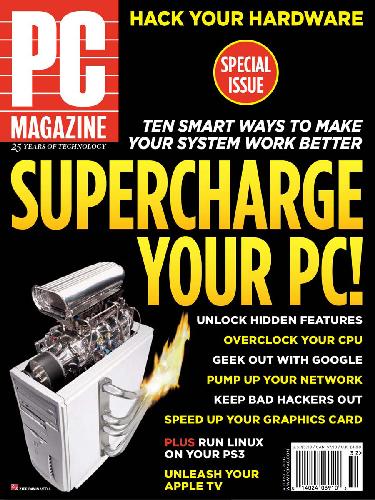 HACK YOUR HARDWARE
PC
MAGAZINE
25 YEARS OF TECHNOLOGY
SPECIAL
ISSUE
TEN SMART WAYS TO MAKE
YOUR SYSTEM WORK BETTER
SUPERCHARGE
YOUR PC!
UNLOCK HIDDEN FEATURES
OVERCLOCK YOUR CPU
GEEK OUT WITH GOOGLE
PUMP UP YOUR NETWORK
KEEP BAD HACKERS OUT
SPEED UP YOUR GRAPHICS CARD
PLUS RUN LINUX
ON YOUR PS3
UNLEASH YOUR
APPLE TV